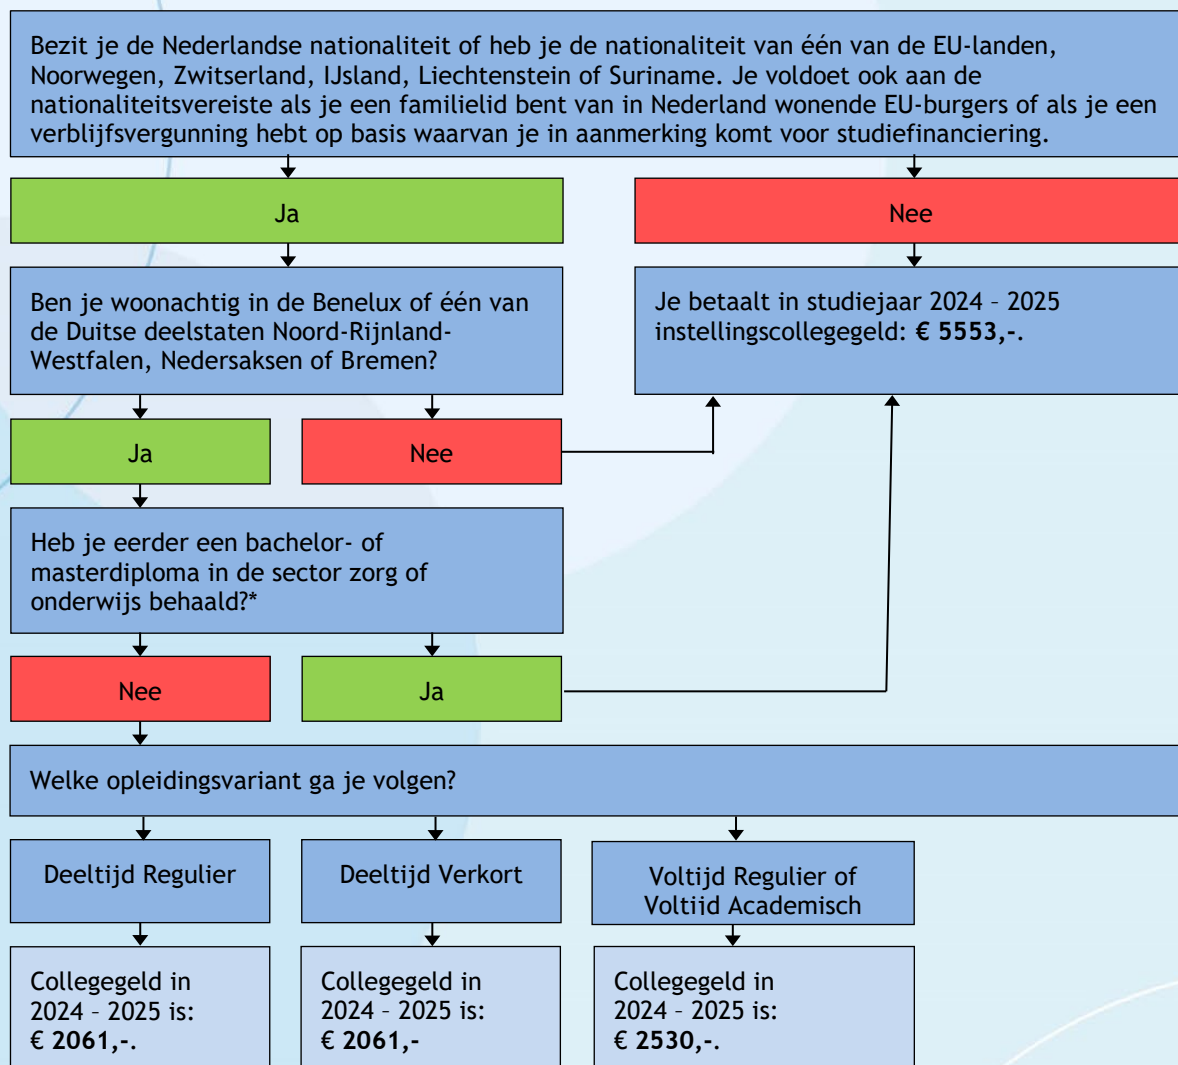 Bezit je de Nederlandse nationaliteit of heb je de nationaliteit van één van de EU-landen,
Noorwegen, Zwitserland, IJsland, Liechtenstein of Suriname. Je voldoet ook aan de
nationaliteitsvereiste als je een familielid bent van in Nederland wonende EU-burgers of als je een
verblijfsvergunning hebt op basis waarvan je in aanmerking komt voor studiefinanciering.
Ja
Nee
Ben je woonachtig in de Benelux of één van
de Duitse deelstaten Noord-Rijnland-
Westfalen, Nedersaksen of Bremen?
Je betaalt in studiejaar 2024 – 2025
instellingscollegegeld: € 5553,-.
Ja
Nee
Heb je eerder een bachelor- of
masterdiploma in de sector zorg of
onderwijs behaald?*
Nee
Ja
Welke opleidingsvariant ga je volgen?
Deeltijd Regulier
Deeltijd Verkort
Voltijd Regulier of
Voltijd Academisch
Collegegeld in
2024 – 2025 is:
€ 2061,-.
Collegegeld in
2024 – 2025 is:
€ 2061,-
Collegegeld in
2024 – 2025 is:
€ 2530,-.